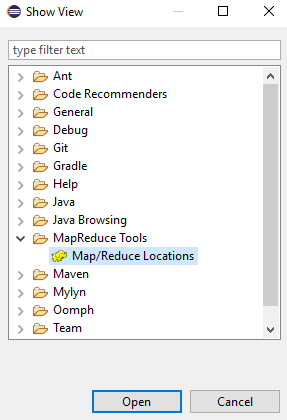 Show View
type filter text
Ant
Code Recommenders
General
Debug
Git
Gradle
Help
Java
Java Browsing
MapReduce Tools
Map/Reduce Locations
Maven
Mylyn
Oomph
Team
Open Cancel